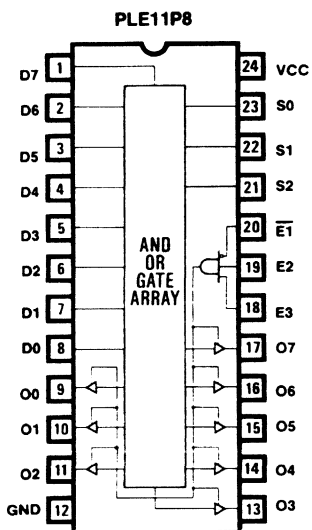 PLE11P8
D7 1 24 VCC
D6 2 23 S0
D5 3 22 S1
D4 4 21 S2
D3 5 20 E1
D2 6 19 E2
D1 7 18 E3
D0 8 17 O7
O0 9 16 O6
O1 10 15 O5
O2 11 14 O4
GND 12 13 O3
AND
OR
GATE
ARRAY